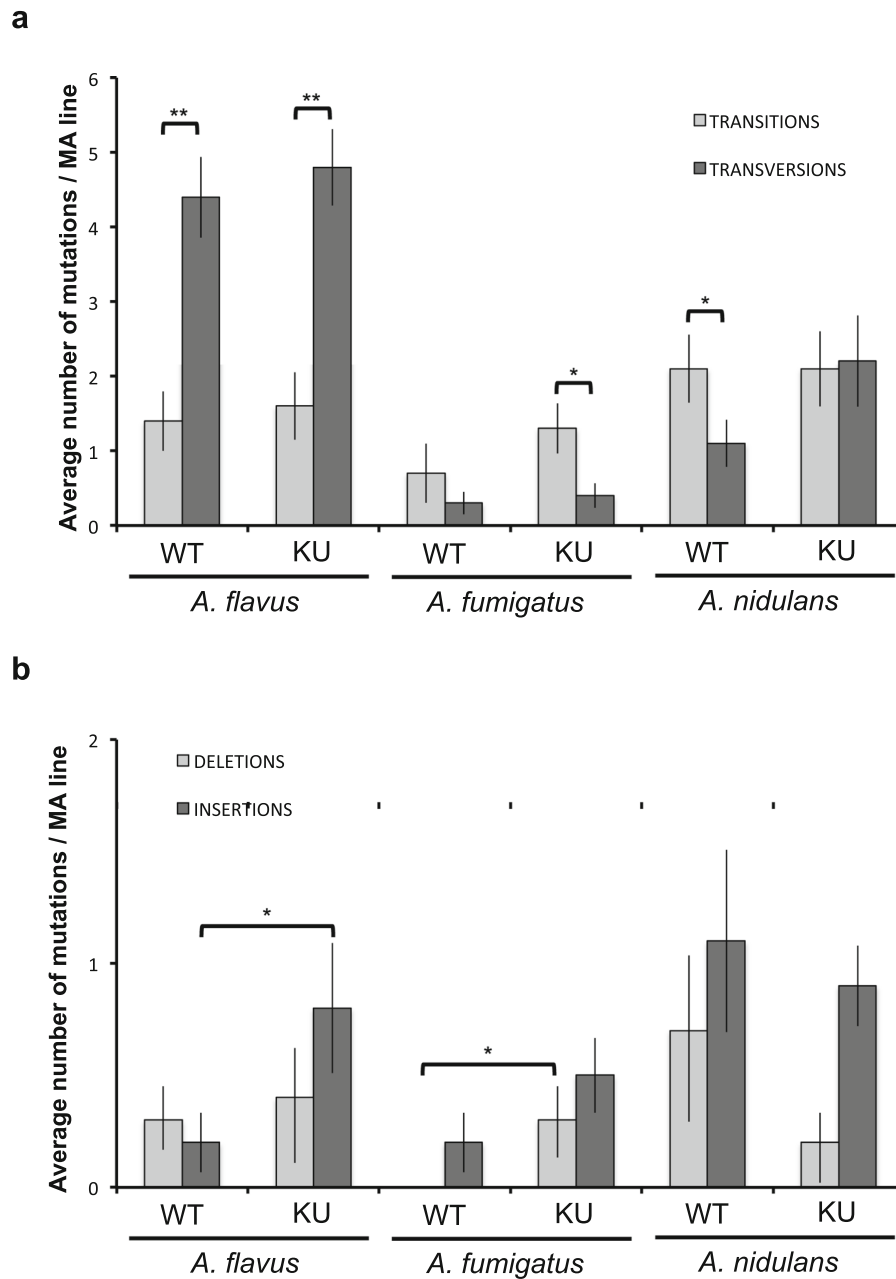 a
Average number of mutations / MA line
6
5
4
3
2
1
0
**
**
*
*
TRANSITIONS
TRANSVERSIONS
WT KU WT KU WT KU
A. flavus A. fumigatus A. nidulans
b
Average number of mutations / MA line
2
1
0
DELETIONS
INSERTIONS
*
*
WT KU WT KU WT KU
A. flavus A. fumigatus A. nidulans